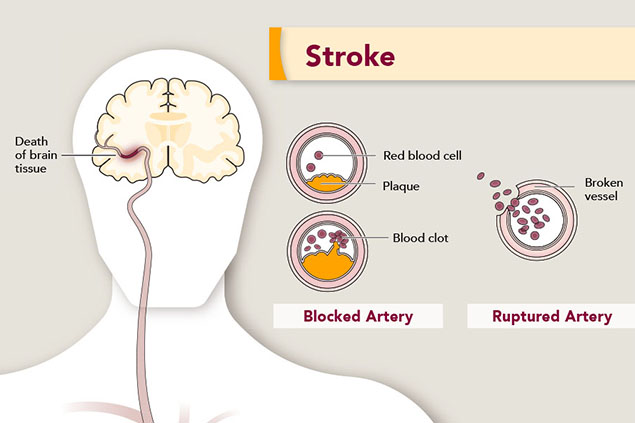 Stroke
Death
of brain
tissue
Red blood cell
Plaque
Blood clot
Broken
vessel
Blocked Artery
Ruptured Artery